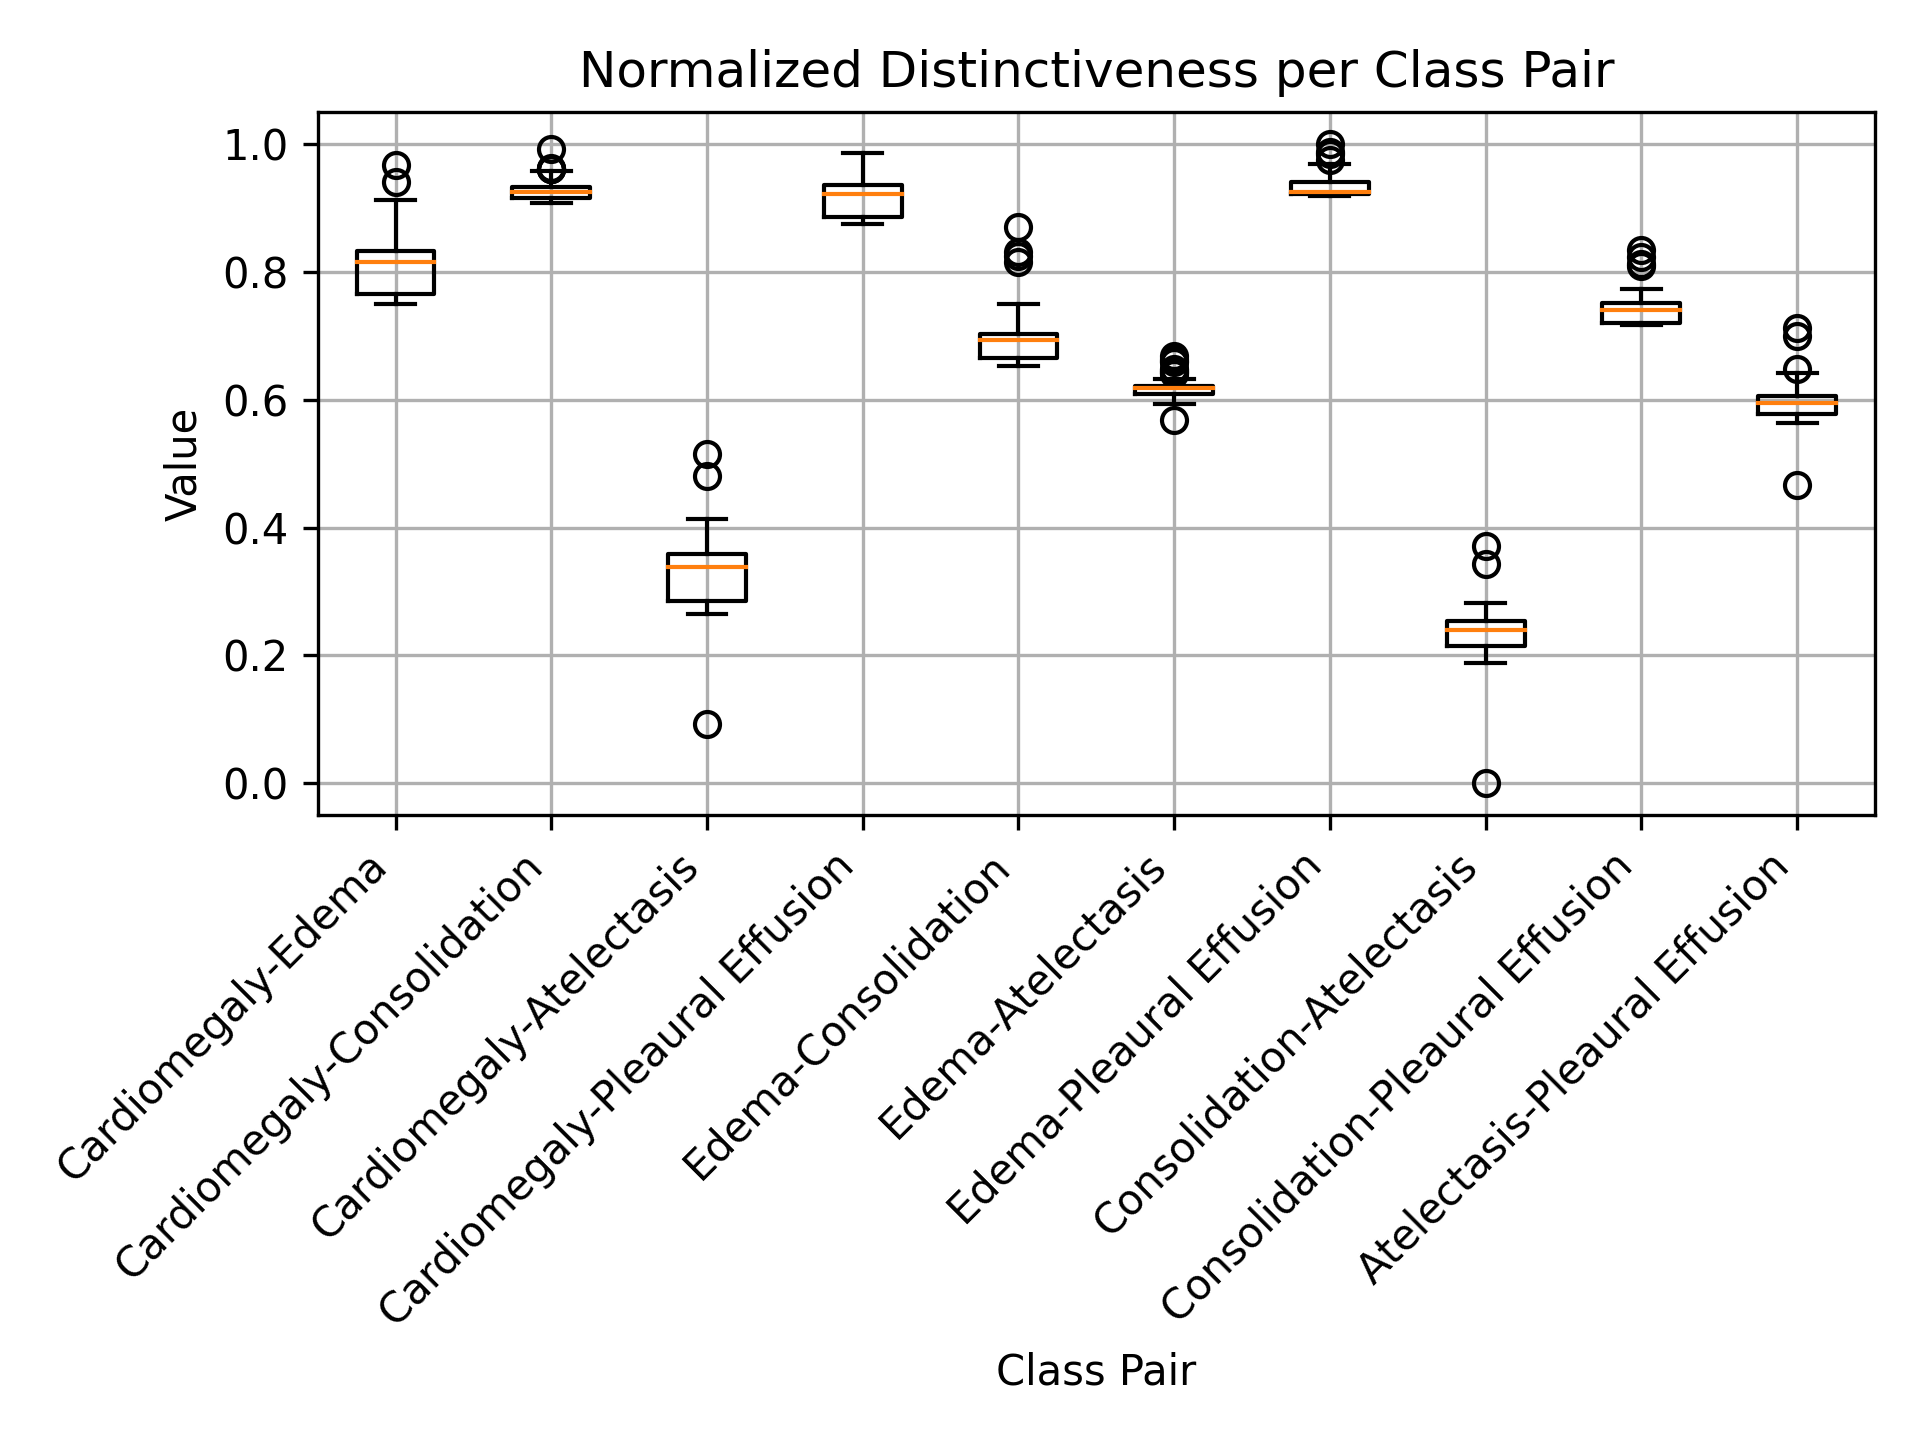 Normalized Distinctiveness per Class Pair
1.0
0.8
0.6
0.4
0.2
0.0
Value
Cardiomegaly-Edema
Cardiomegaly-Consolidation
Cardiomegaly-Atelectasis
Cardiomegaly-Pleaural Effusion
Edema-Consolidation
Edema-Atelectasis
Edema-Pleaural Effusion
Consolidation-Atelectasis
Consolidation-Pleaural Effusion
Atelectasis-Pleaural Effusion
Class Pair